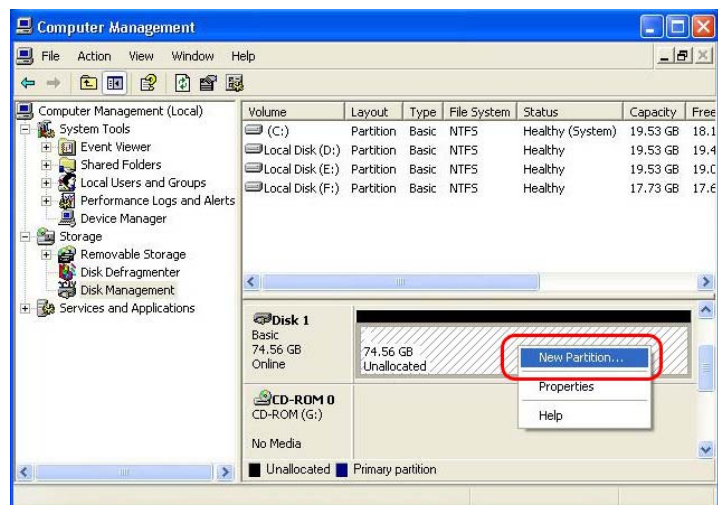 Computer Management
File Action View Window Help
Computer Management (Local)
System Tools
Event Viewer
Shared Folders
Local Users and Groups
Performance Logs and Alerts
Device Manager
Storage
Removable Storage
Disk Defragmenter
Disk Management
Services and Applications
Volume Layout Type File System Status Capacity Free
(C:) Partition Basic NTFS Healthy (System) 19.53 GB 18.1
Local Disk (D:) Partition Basic NTFS Healthy 19.53 GB 19.4
Local Disk (E:) Partition Basic NTFS Healthy 19.53 GB 19.0
Local Disk (F:) Partition Basic NTFS Healthy 17.73 GB 17.6
Disk 1
Basic
74.56 GB
Online
74.56 GB
Unallocated
New Partition...
Properties
Help
CD-ROM 0
CD-ROM (G:)
No Media
Unallocated Primary partition